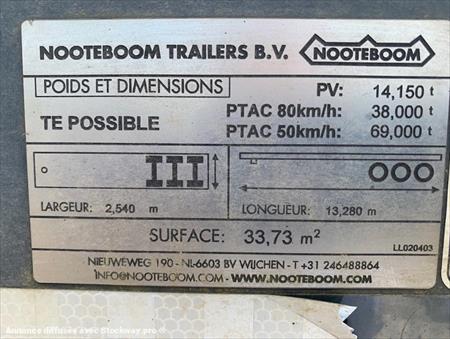 NOOTEBOOM TRAILERS B.V. NOOTEBOOM
POIDS ET DIMENSIONS PV: 14,150 t
TE POSSIBLE PTAC 80km/h: 38,000 t
PTAC 50km/h: 69,000 t
LARGEUR: 2,540 m LONGUEUR: 13,280 m
SURFACE: 33,73 m²
LL020403
NIEUWEWEG 190 - NL-6603 BV WIJCHEN - T +31 246488864
INFO@NOOTEBOOM.COM - WWW.NOOTEBOOM.COM
Annonce diffusée avec Stockway.pro ®